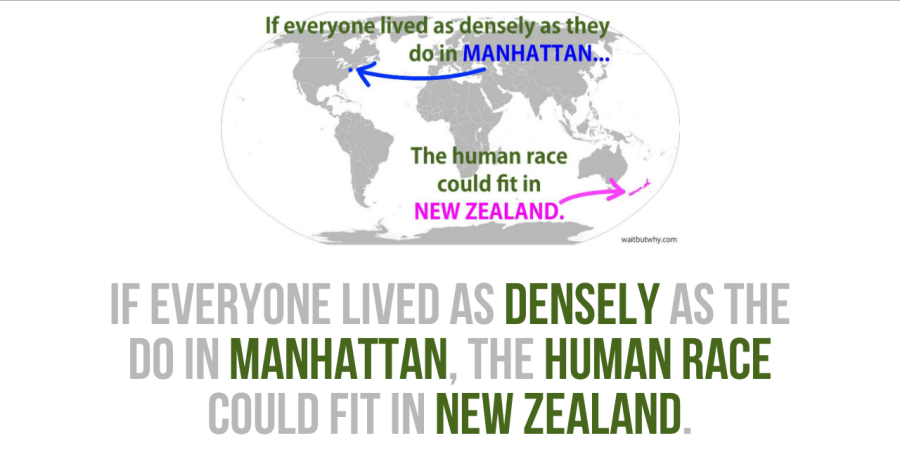 If everyone lived as densely as they
do in MANHATTAN...
The human race
could fit in
NEW ZEALAND.
waitbutwhy.com
IF EVERYONE LIVED AS DENSELY AS THE
DO IN MANHATTAN, THE HUMAN RACE
COULD FIT IN NEW ZEALAND.